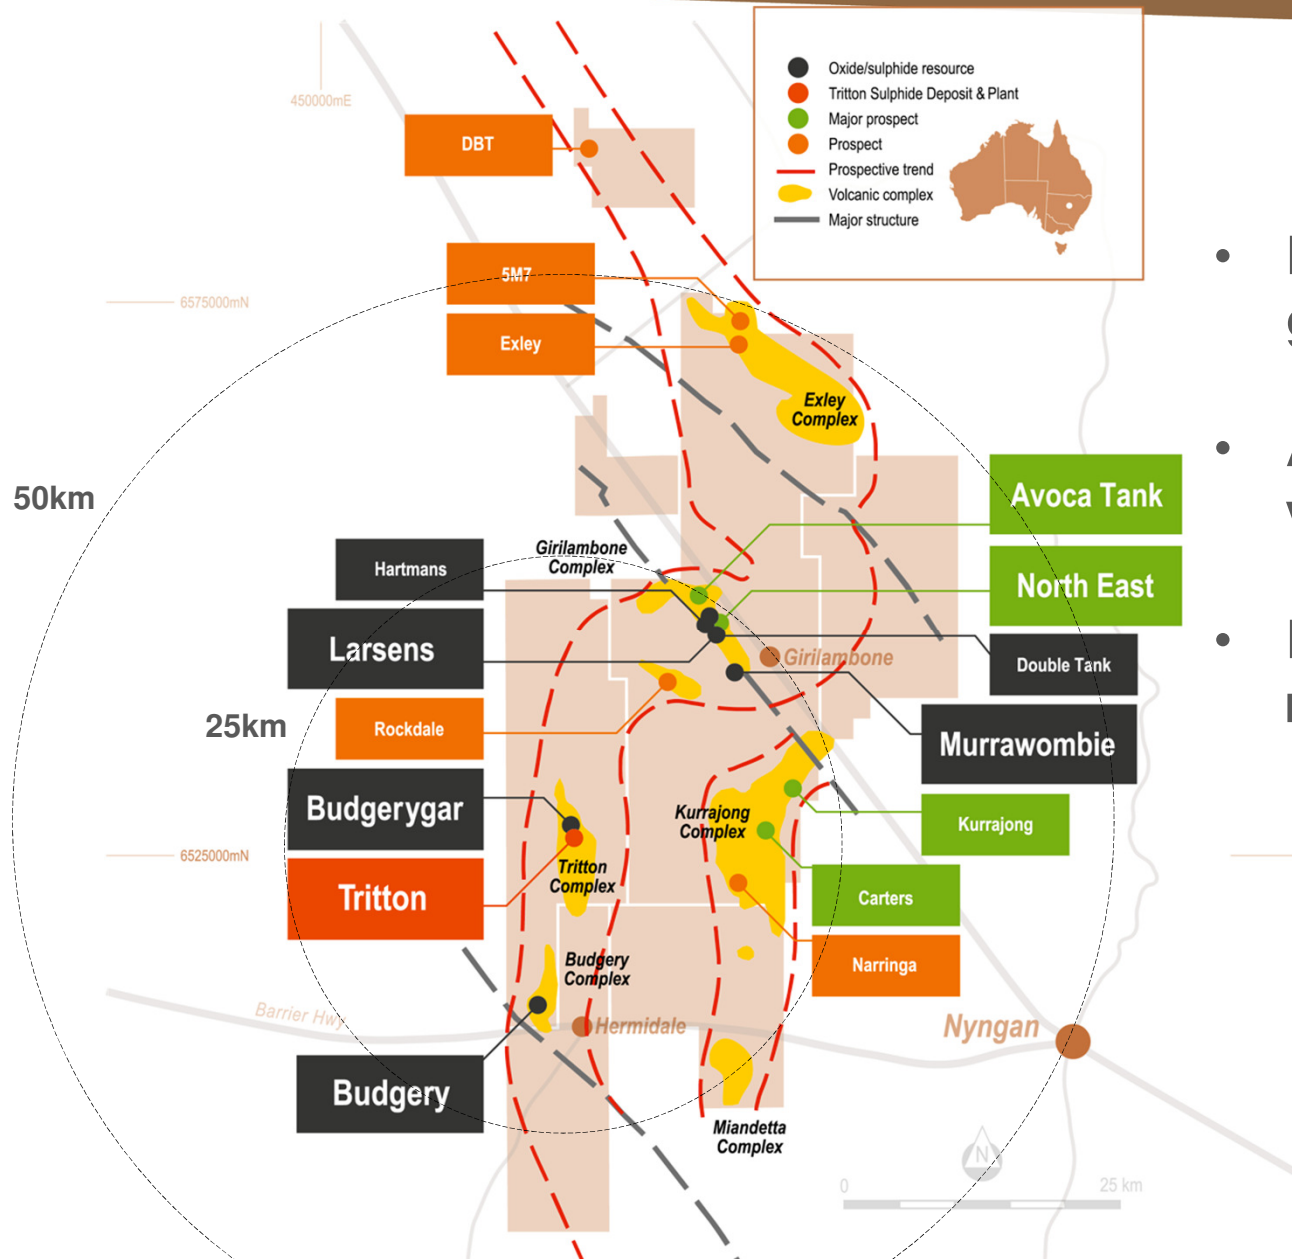 450000mE
Oxide/sulphide resource
Tritton Sulphide Deposit & Plant
Major prospect
Prospect
Prospective trend
Volcanic complex
Major structure
DBT
5M7
6575000mN
Exley
Exley
Complex
50km
Avoca Tank
Girilambone
Complex
Hartmans
North East
Larsens
Girilambone
Double Tank
25km
Rockdale
Murrawombie
Budgerygar
Kurrajong
Complex
Kurrajong
6525000mN
Tritton
Complex
Tritton
Carters
Budgery
Complex
Narringa
Barrier Hwy
Hermidale
Nyngan
Budgery
Miandetta
Complex
N
0
25 km